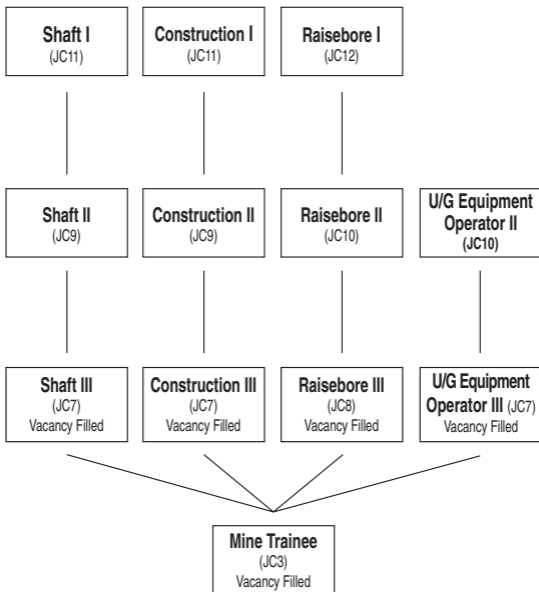 Shaft I
(JC11)
Construction I
(JC11)
Raisebore I
(JC12)
Shaft II
(JC9)
Construction II
(JC9)
Raisebore II
(JC10)
U/G Equipment
Operator II
(JC10)
Shaft III
(JC7)
Vacancy Filled
Construction III
(JC7)
Vacancy Filled
Raisebore III
(JC8)
Vacancy Filled
U/G Equipment
Operator III (JC7)
Vacancy Filled
Mine Trainee
(JC3)
Vacancy Filled